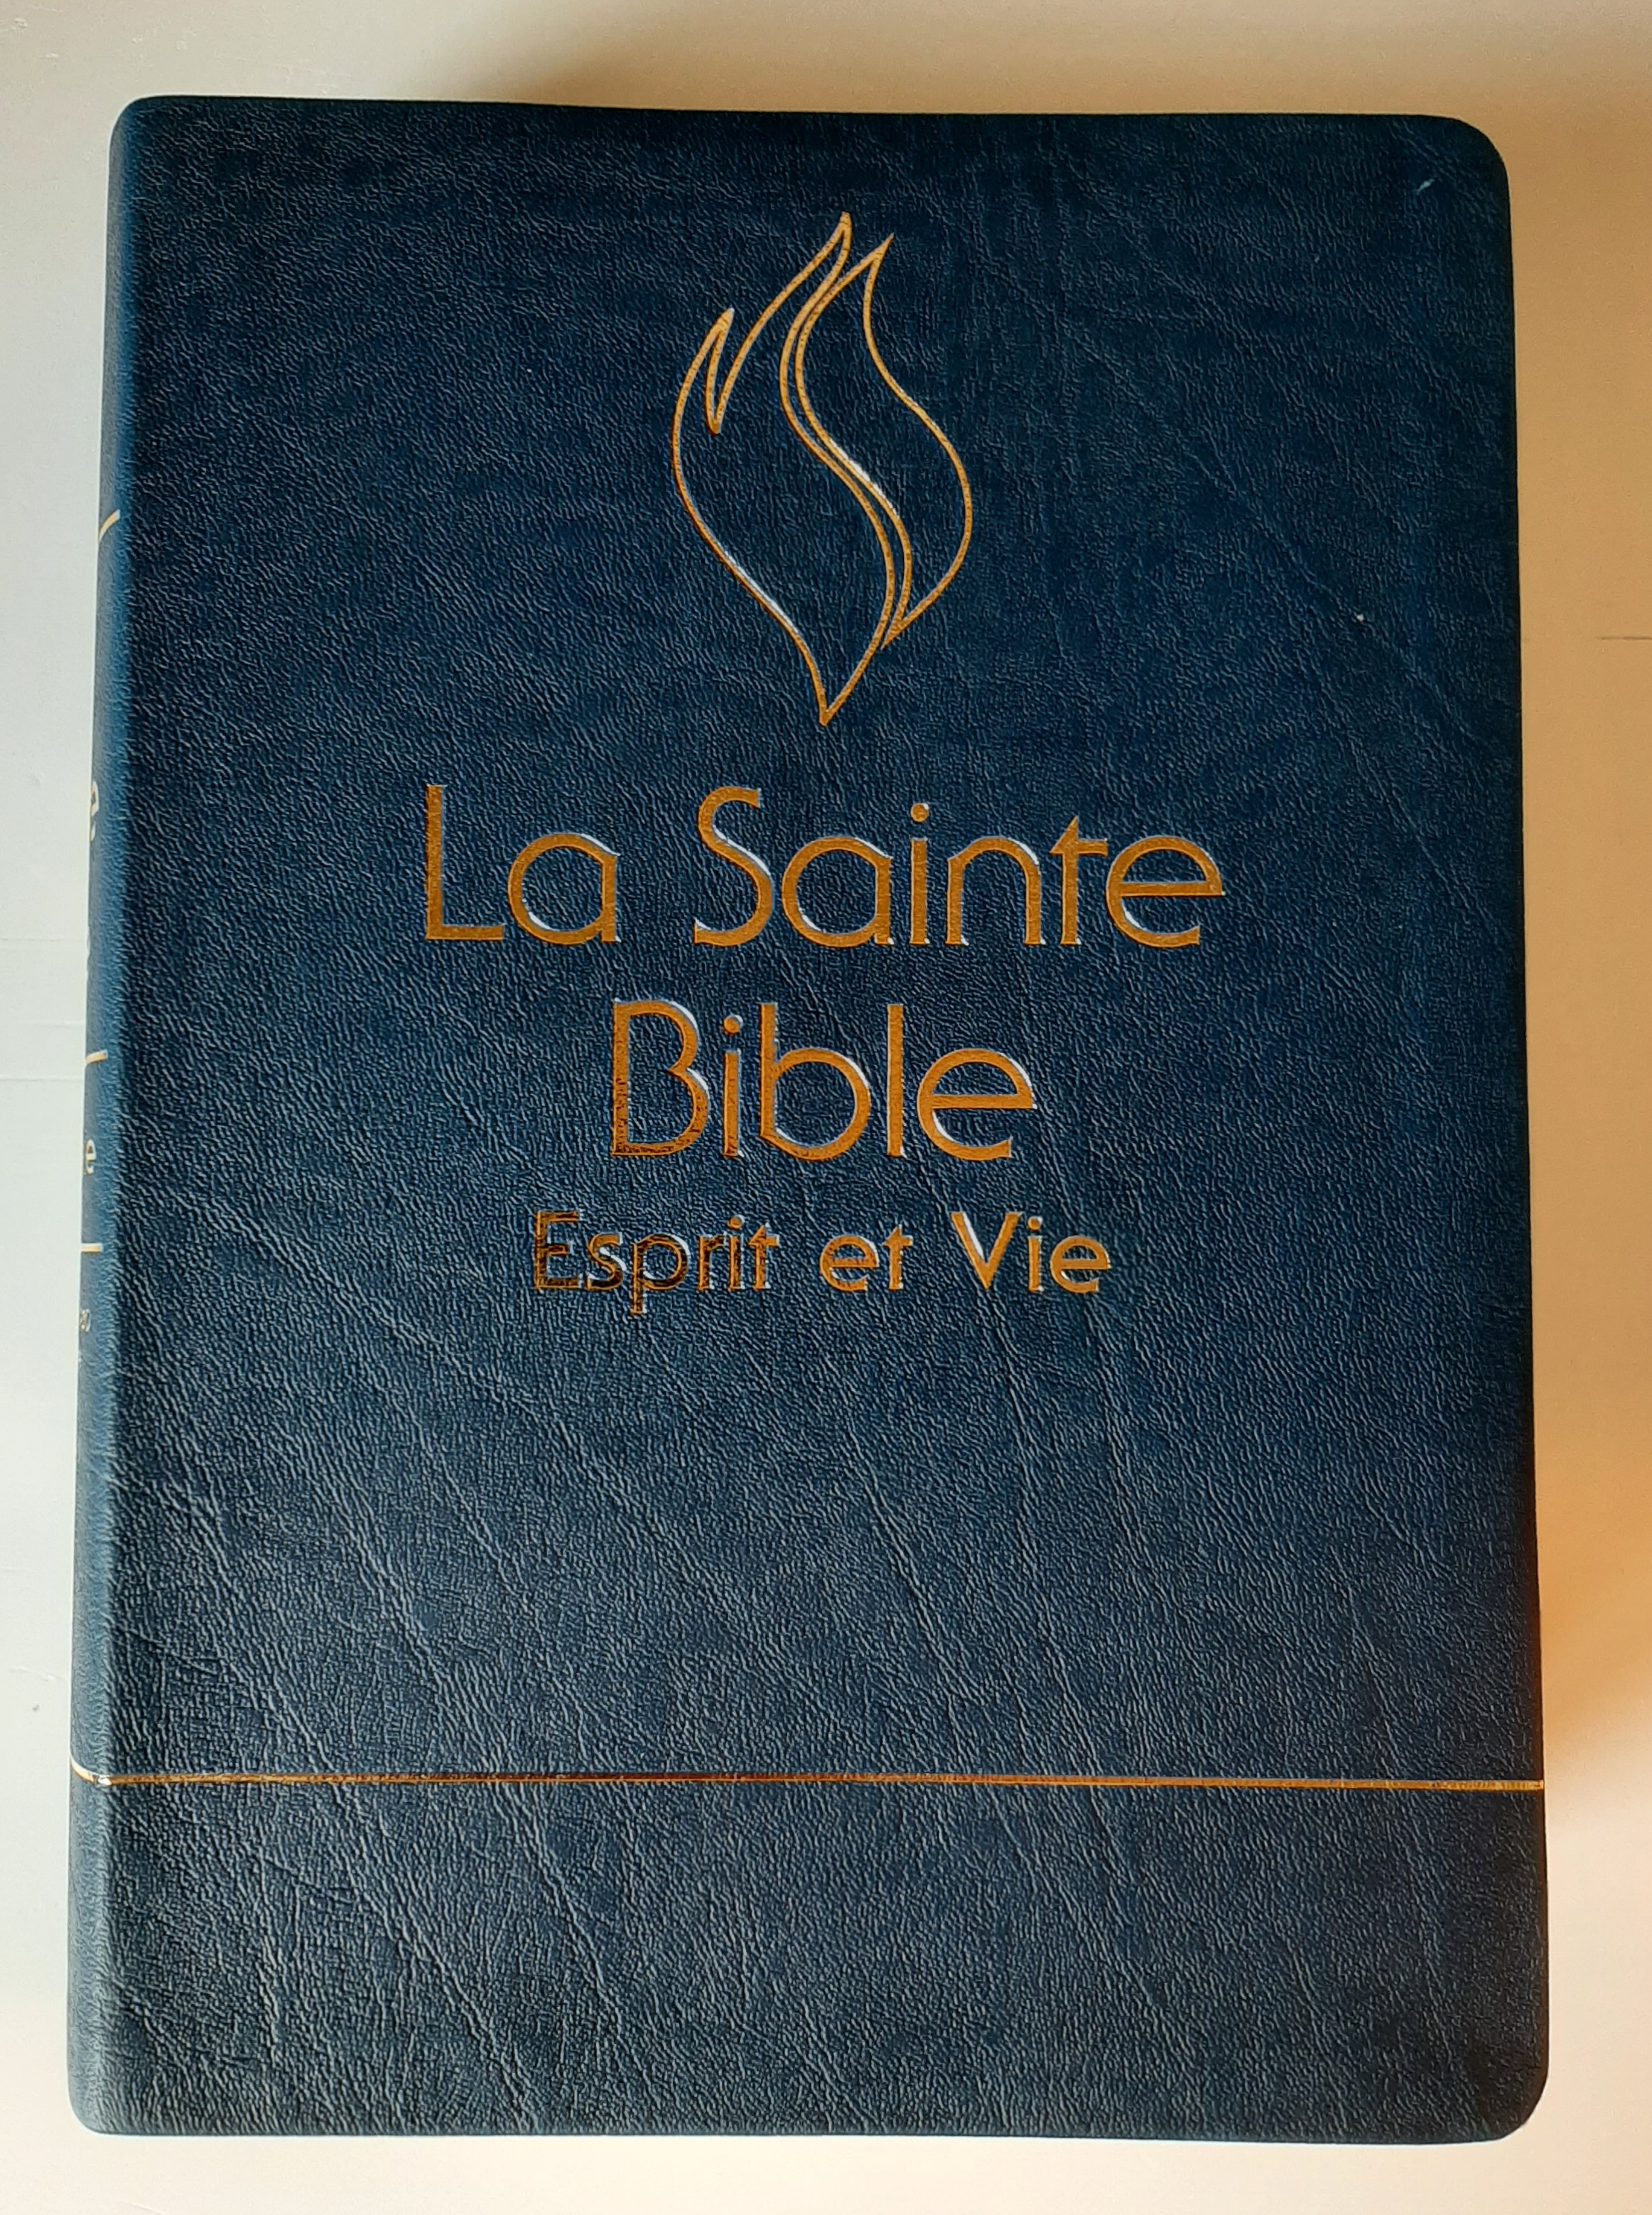 La Sainte
Bible
Esprit et Vie